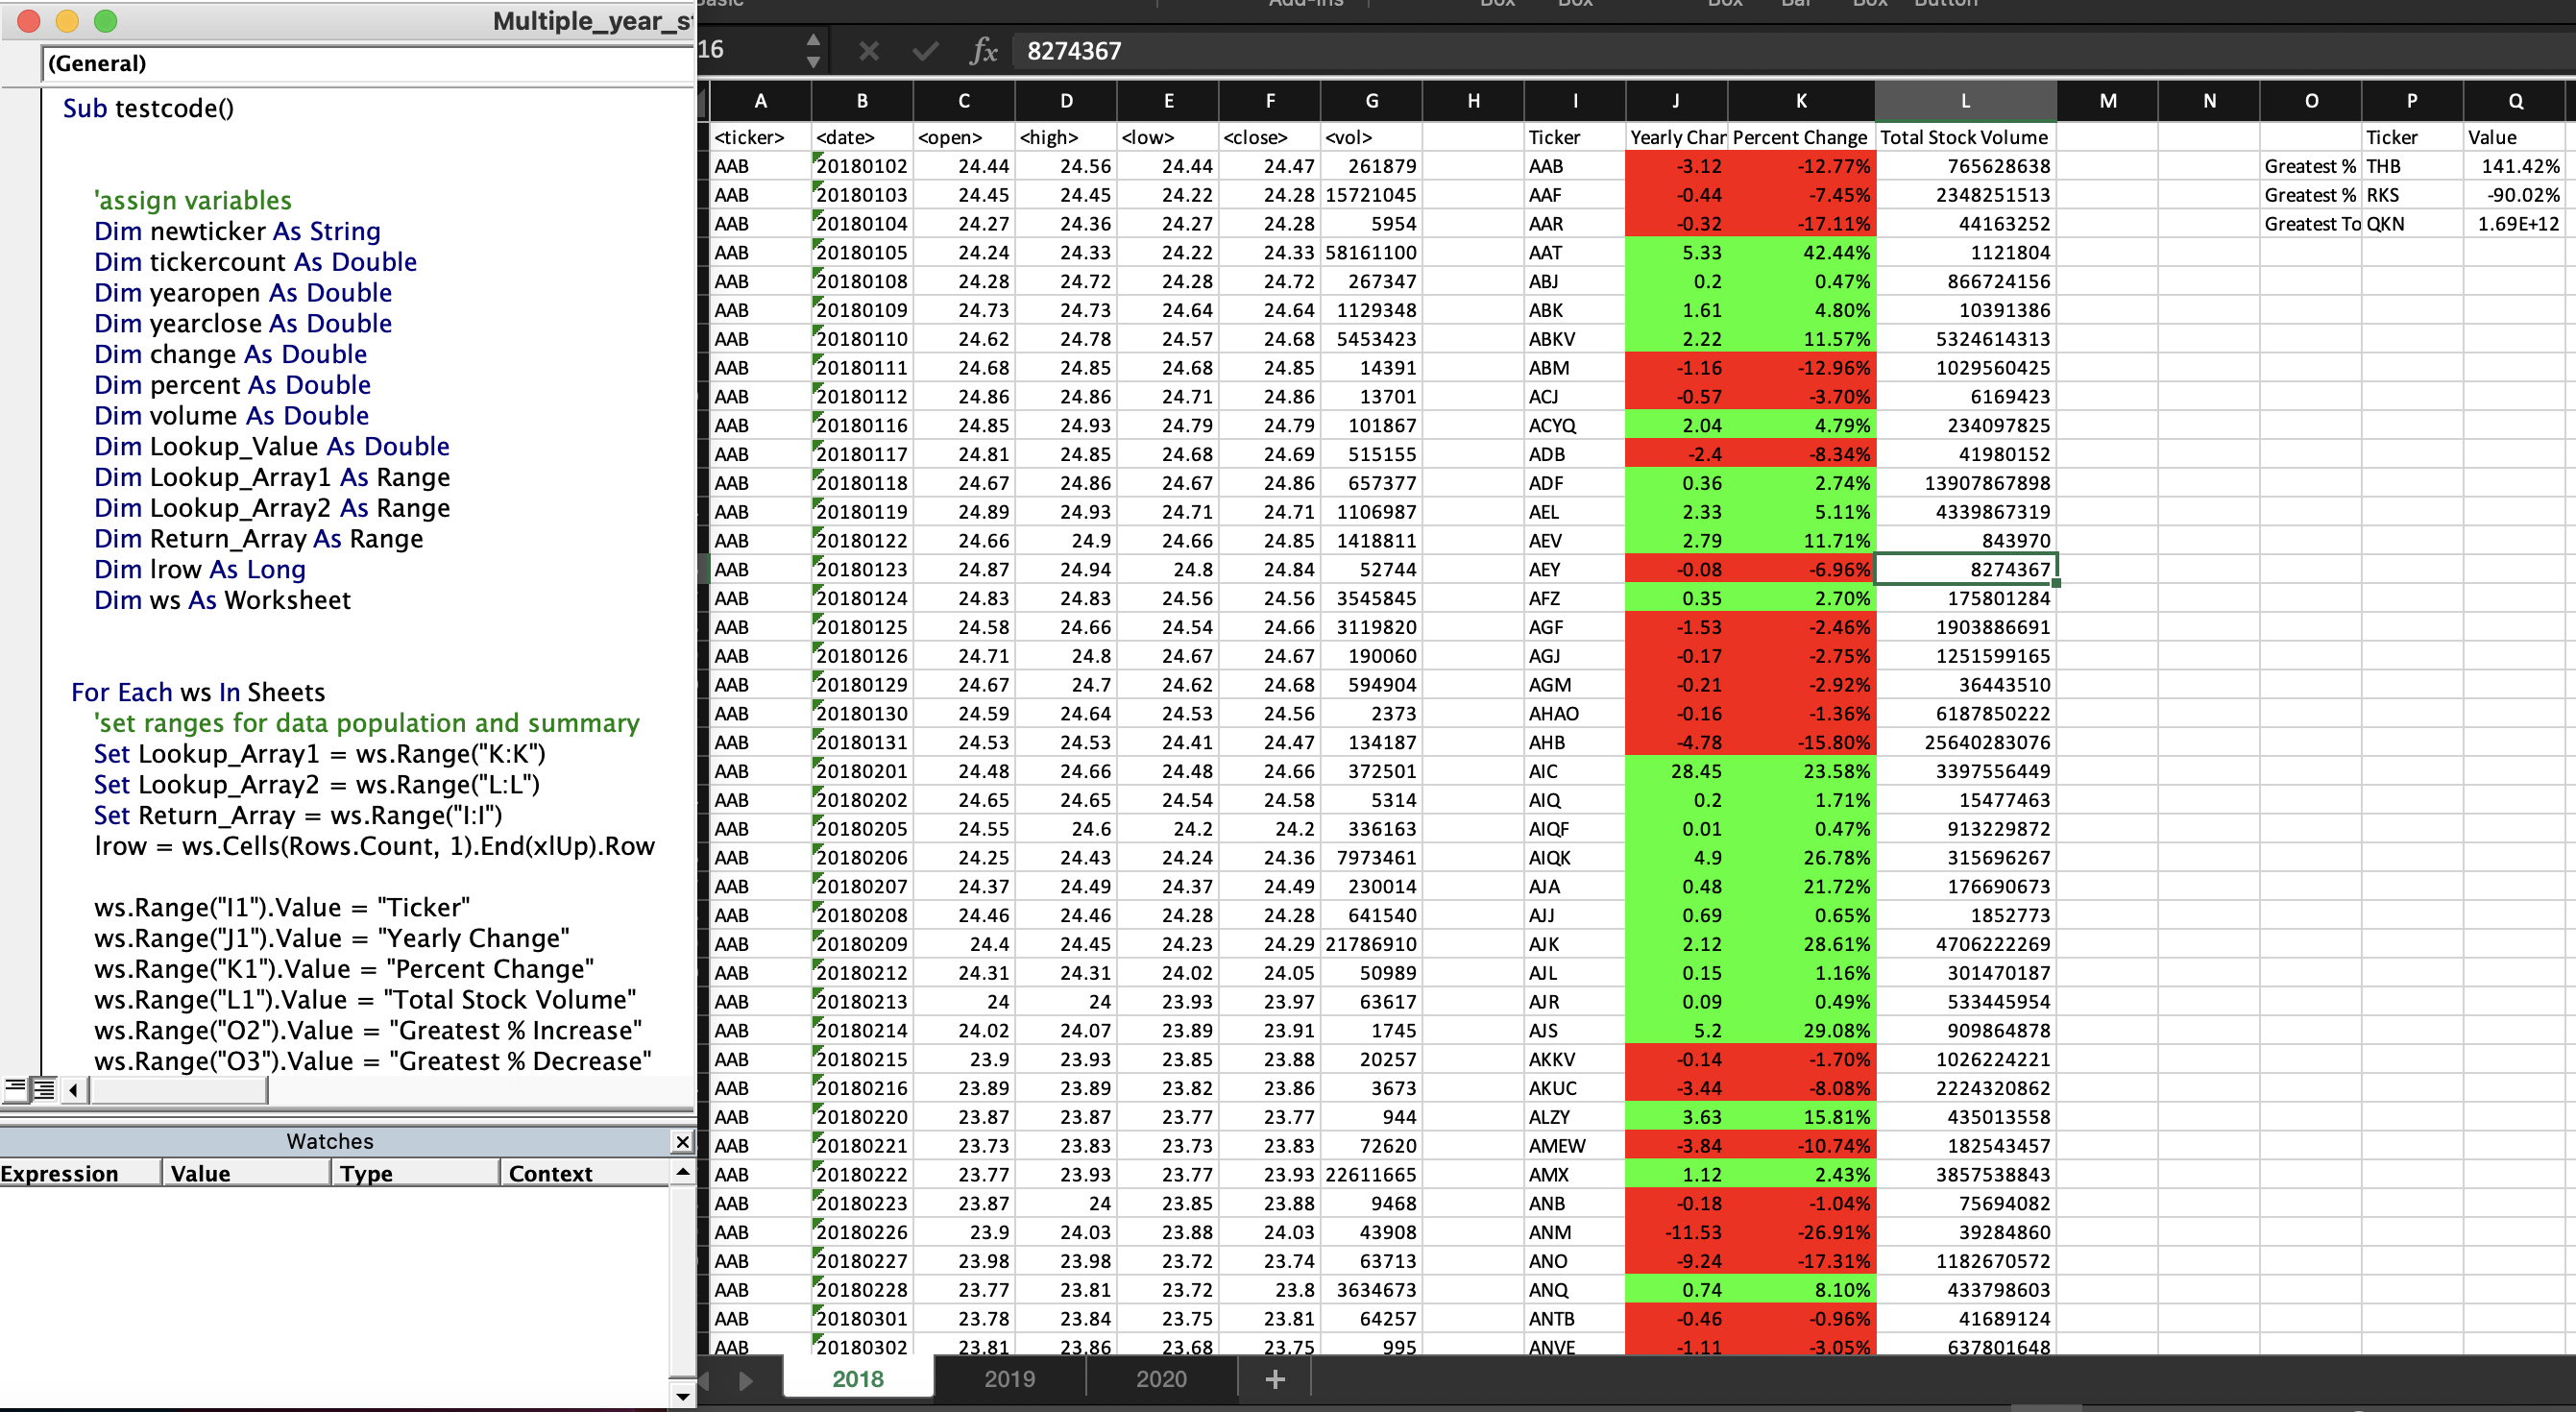 Multiple_year_s
(General)
Sub testcode()
'assign variables
Dim newticker As String
Dim tickercount As Double
Dim yearopen As Double
Dim yearclose As Double
Dim change As Double
Dim percent As Double
Dim volume As Double
Dim Lookup_Value As Double
Dim Lookup_Array1 As Range
Dim Lookup_Array2 As Range
Dim Return_Array As Range
Dim lrow As Long
Dim ws As Worksheet
For Each ws In Sheets
'set ranges for data population and summary
Set Lookup_Array1 = ws.Range("K:K")
Set Lookup_Array2 = ws.Range("L:L")
Set Return_Array = ws.Range("I:I")
lrow = ws.Cells(Rows.Count, 1).End(xlUp).Row
ws.Range("I1").Value = "Ticker"
ws.Range("J1").Value = "Yearly Change"
ws.Range("K1").Value = "Percent Change"
ws.Range("L1").Value = "Total Stock Volume"
ws.Range("O2").Value = "Greatest % Increase"
ws.Range("O3").Value = "Greatest % Decrease"
Watches
Expression Value Type Context
Basic Add-ins Box Box Box Bar Box Button
16 fx 8274367
A B C D E F G H I J K L M N O P Q
<ticker> <date> <open> <high> <low> <close> <vol> Ticker Yearly Char Percent Change Total Stock Volume Ticker Value
AAB 20180102 24.44 24.56 24.44 24.47 261879 AAB -3.12 -12.77% 765628638 Greatest % THB 141.42%
AAB 20180103 24.45 24.45 24.22 24.28 15721045 AAF -0.44 -7.45% 2348251513 Greatest % RKS -90.02%
AAB 20180104 24.27 24.36 24.27 24.28 5954 AAR -0.32 -17.11% 44163252 Greatest To QKN 1.69E+12
AAB 20180105 24.24 24.33 24.22 24.33 58161100 AAT 5.33 42.44% 1121804
AAB 20180108 24.28 24.72 24.28 24.72 267347 ABJ 0.2 0.47% 866724156
AAB 20180109 24.73 24.73 24.64 24.64 1129348 ABK 1.61 4.80% 10391386
AAB 20180110 24.62 24.78 24.57 24.68 5453423 ABKV 2.22 11.57% 5324614313
AAB 20180111 24.68 24.85 24.68 24.85 14391 ABM -1.16 -12.96% 1029560425
AAB 20180112 24.86 24.86 24.71 24.86 13701 ACJ -0.57 -3.70% 6169423
AAB 20180116 24.85 24.93 24.79 24.79 101867 ACYQ 2.04 4.79% 234097825
AAB 20180117 24.81 24.85 24.68 24.69 515155 ADB -2.4 -8.34% 41980152
AAB 20180118 24.67 24.86 24.67 24.86 657377 ADF 0.36 2.74% 13907867898
AAB 20180119 24.89 24.93 24.71 24.71 1106987 AEL 2.33 5.11% 4339867319
AAB 20180122 24.66 24.9 24.66 24.85 1418811 AEV 2.79 11.71% 843970
AAB 20180123 24.87 24.94 24.8 24.84 52744 AEY -0.08 -6.96% 8274367
AAB 20180124 24.83 24.83 24.56 24.56 3545845 AFZ 0.35 2.70% 175801284
AAB 20180125 24.58 24.66 24.54 24.66 3119820 AGF -1.53 -2.46% 1903886691
AAB 20180126 24.71 24.8 24.67 24.67 190060 AGJ -0.17 -2.75% 1251599165
AAB 20180129 24.67 24.7 24.62 24.68 594904 AGM -0.21 -2.92% 36443510
AAB 20180130 24.59 24.64 24.53 24.56 2373 AHAO -0.16 -1.36% 6187850222
AAB 20180131 24.53 24.53 24.41 24.47 134187 AHB -4.78 -15.80% 25640283076
AAB 20180201 24.48 24.66 24.48 24.66 372501 AIC 28.45 23.58% 3397556449
AAB 20180202 24.65 24.65 24.54 24.58 5314 AIQ 0.2 1.71% 15477463
AAB 20180205 24.55 24.6 24.2 24.2 336163 AIQF 0.01 0.47% 913229872
AAB 20180206 24.25 24.43 24.24 24.36 7973461 AIQK 4.9 26.78% 315696267
AAB 20180207 24.37 24.49 24.37 24.49 230014 AJA 0.48 21.72% 176690673
AAB 20180208 24.46 24.46 24.28 24.28 641540 AJJ 0.69 0.65% 1852773
AAB 20180209 24.4 24.45 24.23 24.29 21786910 AJK 2.12 28.61% 4706222269
AAB 20180212 24.31 24.31 24.02 24.05 50989 AJL 0.15 1.16% 301470187
AAB 20180213 24 24 23.93 23.97 63617 AJR 0.09 0.49% 533445954
AAB 20180214 24.02 24.07 23.89 23.91 1745 AJS 5.2 29.08% 909864878
AAB 20180215 23.9 23.93 23.85 23.88 20257 AKKV -0.14 -1.70% 1026224221
AAB 20180216 23.89 23.89 23.82 23.86 3673 AKUC -3.44 -8.08% 2224320862
AAB 20180220 23.87 23.87 23.77 23.77 944 ALZY 3.63 15.81% 435013558
AAB 20180221 23.73 23.83 23.73 23.83 72620 AMEW -3.84 -10.74% 182543457
AAB 20180222 23.77 23.93 23.77 23.93 22611665 AMX 1.12 2.43% 3857538843
AAB 20180223 23.87 24 23.85 23.88 9468 ANB -0.18 -1.04% 75694082
AAB 20180226 23.9 24.03 23.88 24.03 43908 ANM -11.53 -26.91% 39284860
AAB 20180227 23.98 23.98 23.72 23.74 63713 ANO -9.24 -17.31% 1182670572
AAB 20180228 23.77 23.81 23.72 23.8 3634673 ANQ 0.74 8.10% 433798603
AAB 20180301 23.78 23.84 23.75 23.81 64257 ANTB -0.46 -0.96% 41689124
AAB 20180302 23.81 23.86 23.68 23.75 995 ANVE -1.11 -3.05% 637801648
2018 2019 2020 +